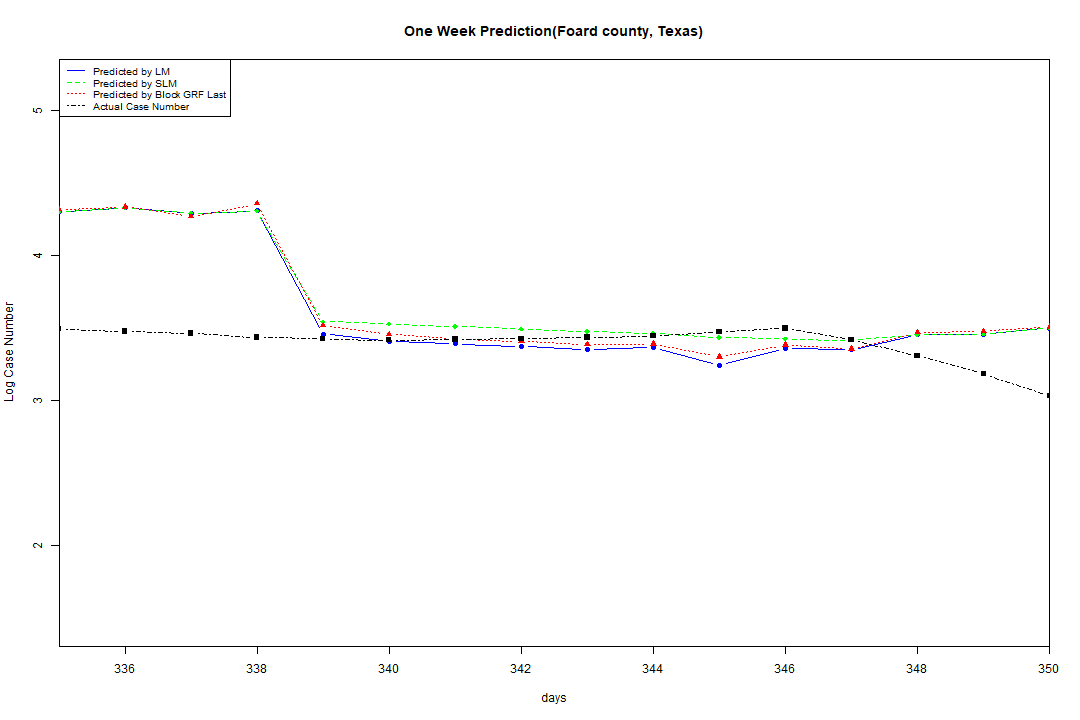 One Week Prediction(Foard county, Texas)
Predicted by LM
Predicted by SLM
Predicted by Block GRF Last
Actual Case Number
5
4
3
2
Log Case Number
336 338 340 342 344 346 348 350
days